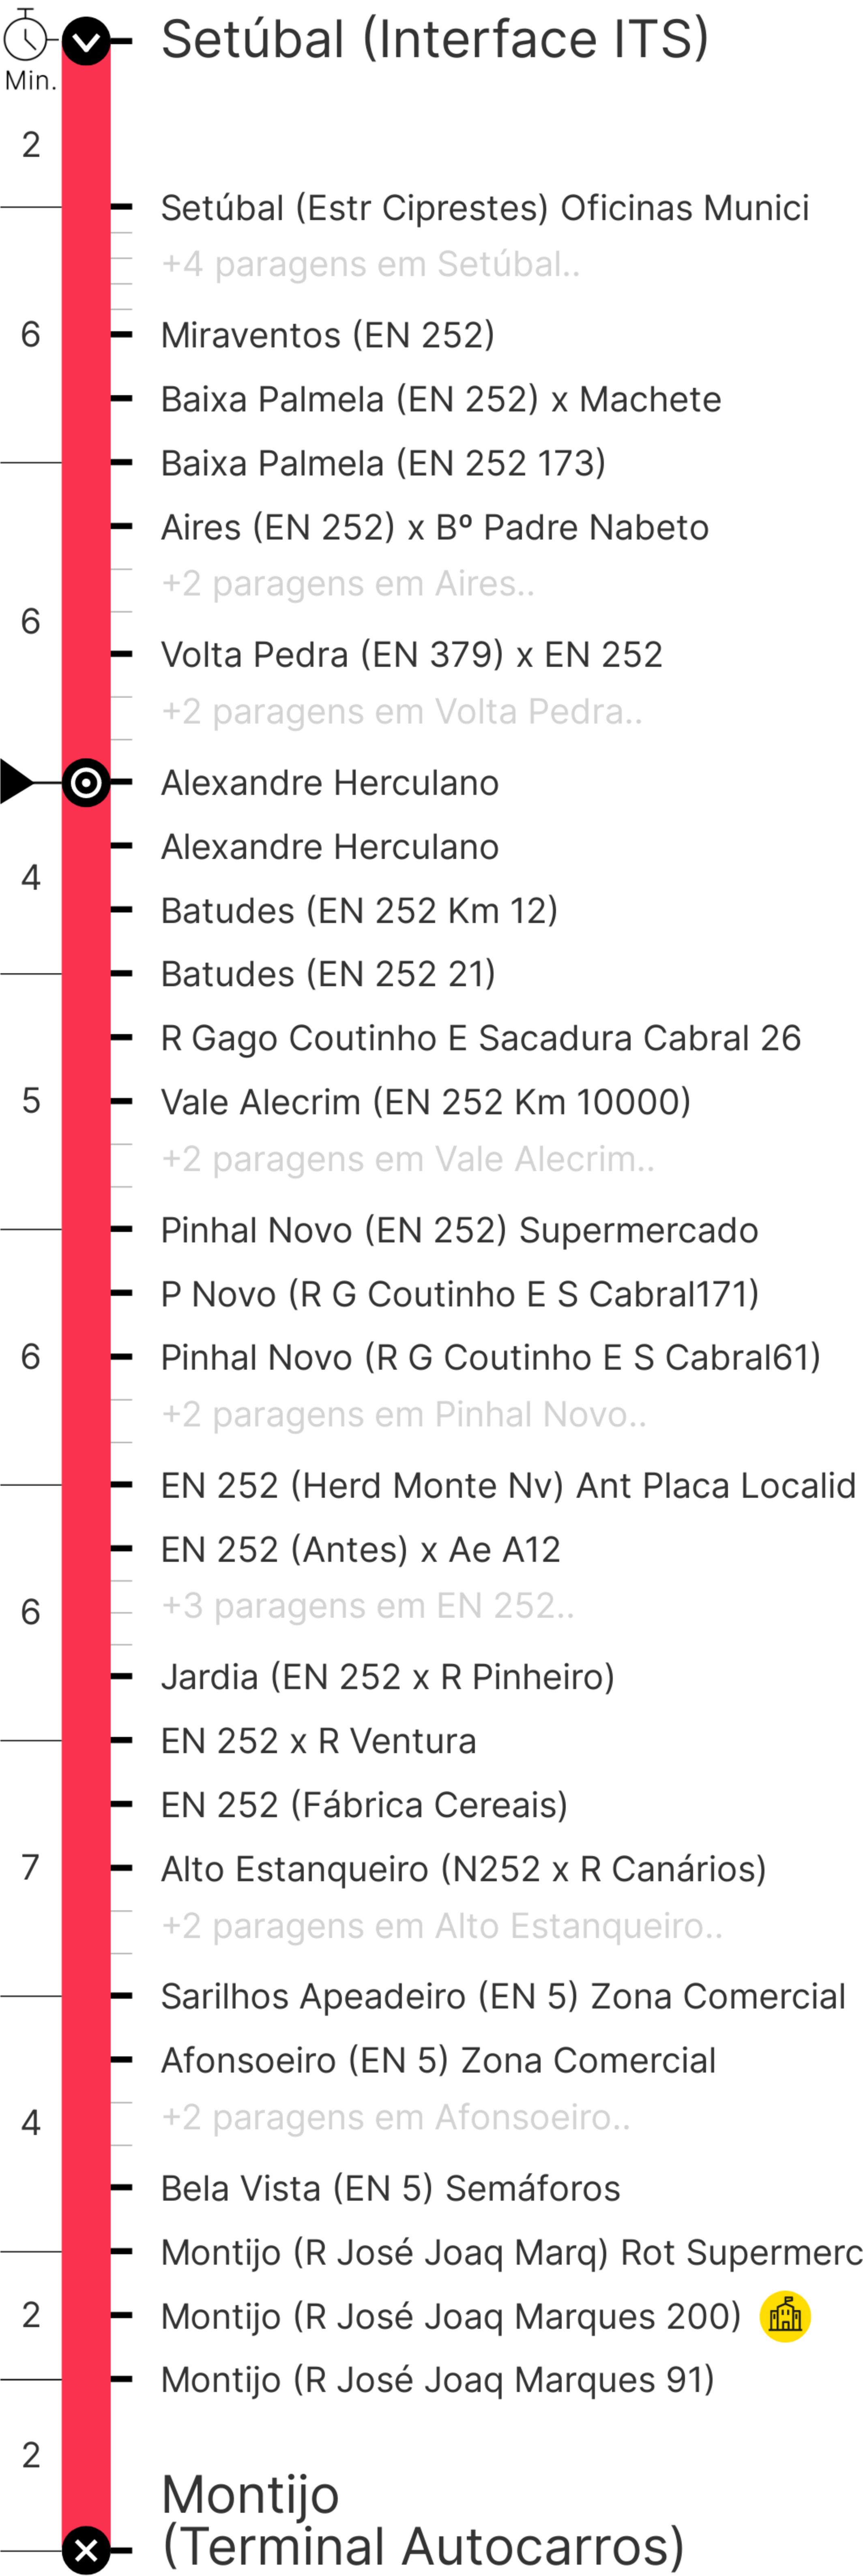 Setúbal (Interface ITS)
Min.
2
Setúbal (Estr Ciprestes) Oficinas Munici
+4 paragens em Setúbal..
6
Miraventos (EN 252)
Baixa Palmela (EN 252) x Machete
Baixa Palmela (EN 252 173)
Aires (EN 252) x Bº Padre Nabeto
+2 paragens em Aires..
6
Volta Pedra (EN 379) x EN 252
+2 paragens em Volta Pedra..
Alexandre Herculano
Alexandre Herculano
4
Batudes (EN 252 Km 12)
Batudes (EN 252 21)
R Gago Coutinho E Sacadura Cabral 26
5
Vale Alecrim (EN 252 Km 10000)
+2 paragens em Vale Alecrim..
Pinhal Novo (EN 252) Supermercado
P Novo (R G Coutinho E S Cabral171)
6
Pinhal Novo (R G Coutinho E S Cabral61)
+2 paragens em Pinhal Novo..
EN 252 (Herd Monte Nv) Ant Placa Localid
EN 252 (Antes) x Ae A12
+3 paragens em EN 252..
6
Jardia (EN 252 x R Pinheiro)
EN 252 x R Ventura
EN 252 (Fábrica Cereais)
7
Alto Estanqueiro (N252 x R Canários)
+2 paragens em Alto Estanqueiro..
Sarilhos Apeadeiro (EN 5) Zona Comercial
Afonsoeiro (EN 5) Zona Comercial
+2 paragens em Afonsoeiro..
4
Bela Vista (EN 5) Semáforos
Montijo (R José Joaq Marq) Rot Supermerc
2
Montijo (R José Joaq Marques 200)
Montijo (R José Joaq Marques 91)
2
Montijo
(Terminal Autocarros)